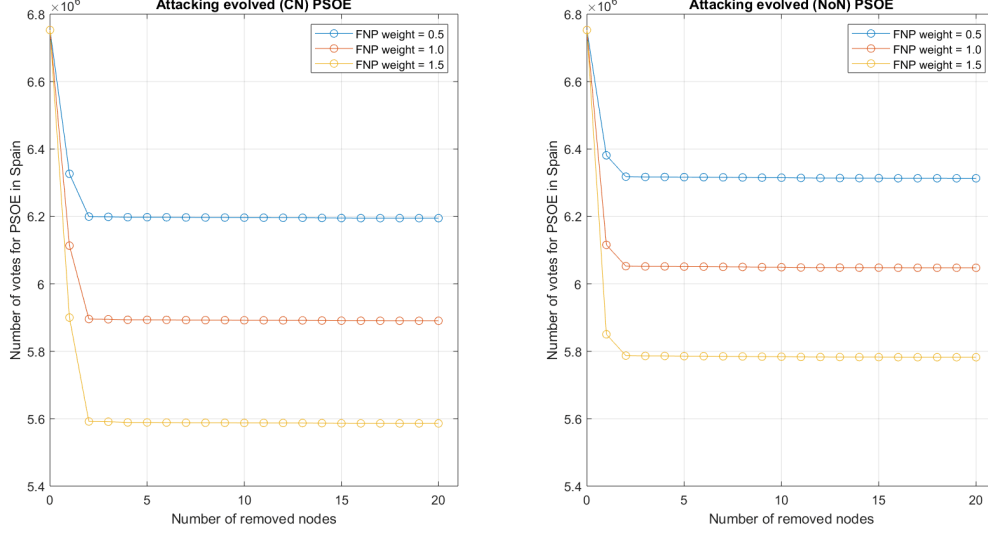 Attacking evolved (CN) PSOE
×10^6
6.8
6.6
6.4
6.2
6
5.8
5.6
5.4
Number of votes for PSOE in Spain
FNP weight = 0.5
FNP weight = 1.0
FNP weight = 1.5
0
5
10
15
20
Number of removed nodes
Attacking evolved (NoN) PSOE
×10^6
6.8
6.6
6.4
6.2
6
5.8
5.6
5.4
Number of votes for PSOE in Spain
FNP weight = 0.5
FNP weight = 1.0
FNP weight = 1.5
0
5
10
15
20
Number of removed nodes